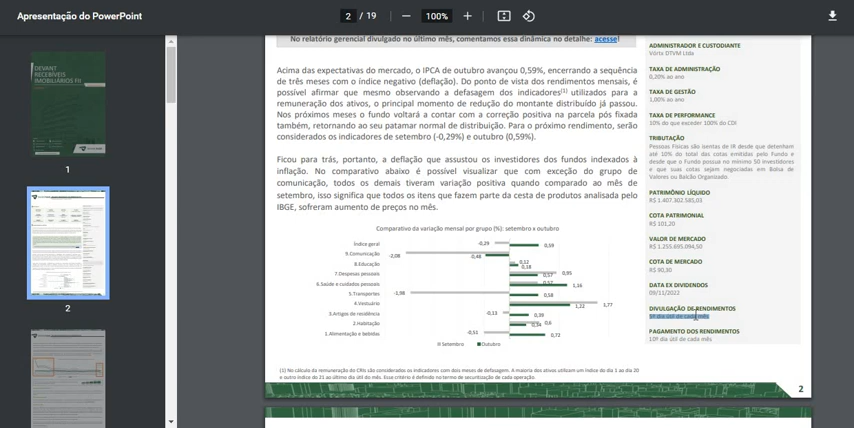 Apresentação do PowerPoint
2 / 19
100%
DEVANT
RECEBÍVEIS
IMOBILIÁRIOS FII
1
2
No relatório gerencial divulgado no último mês, comentamos essa dinâmica no detalhe: acesse!
Acima das expectativas do mercado, o IPCA de outubro avançou 0,59%, encerrando a sequência
de três meses com o índice negativo (deflação). Do ponto de vista dos rendimentos mensais, é
possível afirmar que mesmo observando a defasagem dos indicadores(1) utilizados para a
remuneração dos ativos, o principal momento de redução do montante distribuído já passou.
Nos próximos meses o fundo voltará a contar com a correção positiva na parcela pós fixada
também, retornando ao seu patamar normal de distribuição. Para o próximo rendimento, serão
considerados os indicadores de setembro (-0,29%) e outubro (0,59%).
Ficou para trás, portanto, a deflação que assustou os investidores dos fundos indexados à
inflação. No comparativo abaixo é possível visualizar que com exceção do grupo de
comunicação, todos os demais tiveram variação positiva quando comparado ao mês de
setembro, isso significa que todos os itens que fazem parte da cesta de produtos analisada pelo
IBGE, sofreram aumento de preços no mês.
Comparativo da variação mensal por grupo (%): setembro x outubro
Índice geral -0,29 0,59
9.Comunicação -2,08 -0,48
8.Educação 0,12 0,18
7.Despesas pessoais 0,95 0,57
6.Saúde e cuidados pessoais 0,57 1,16
5.Transportes -1,98 0,58
4.Vestuário 1,77 1,22
3.Artigos de residência -0,13 0,39
2.Habitação 0,6 0,34
1.Alimentação e bebidas -0,51 0,72
Setembro Outubro
(1) No cálculo da remuneração do CRIs são considerados os indicadores com dois meses de defasagem. A maioria dos ativos utilizam um índice do dia 1 ao dia 20
e outro índice do 21 ao último dia útil do mês. Esse critério é definido no termo de securitização de cada operação.
2
ADMINISTRADOR E CUSTODIANTE
Vórtx DTVM Ltda
TAXA DE ADMINISTRAÇÃO
0,20% ao ano
TAXA DE GESTÃO
1,00% ao ano
TAXA DE PERFORMANCE
10% do que exceder 100% do CDI
TRIBUTAÇÃO
Pessoas Físicas são isentas de IR desde que detenham
até 10% do total das cotas emitidas pelo Fundo e
desde que o Fundo possua no mínimo 50 investidores
e que suas cotas sejam negociadas em Bolsa de
Valores ou Balcão Organizado
PATRIMÔNIO LÍQUIDO
R$ 1.407.302.585,03
COTA PATRIMONIAL
R$ 101,20
VALOR DE MERCADO
R$ 1.255.695.094,50
COTA DE MERCADO
R$ 90,30
DATA EX DIVIDENDOS
09/11/2022
DIVULGAÇÃO DE RENDIMENTOS
5º dia útil de cada mês
PAGAMENTO DOS RENDIMENTOS
10º dia útil de cada mês